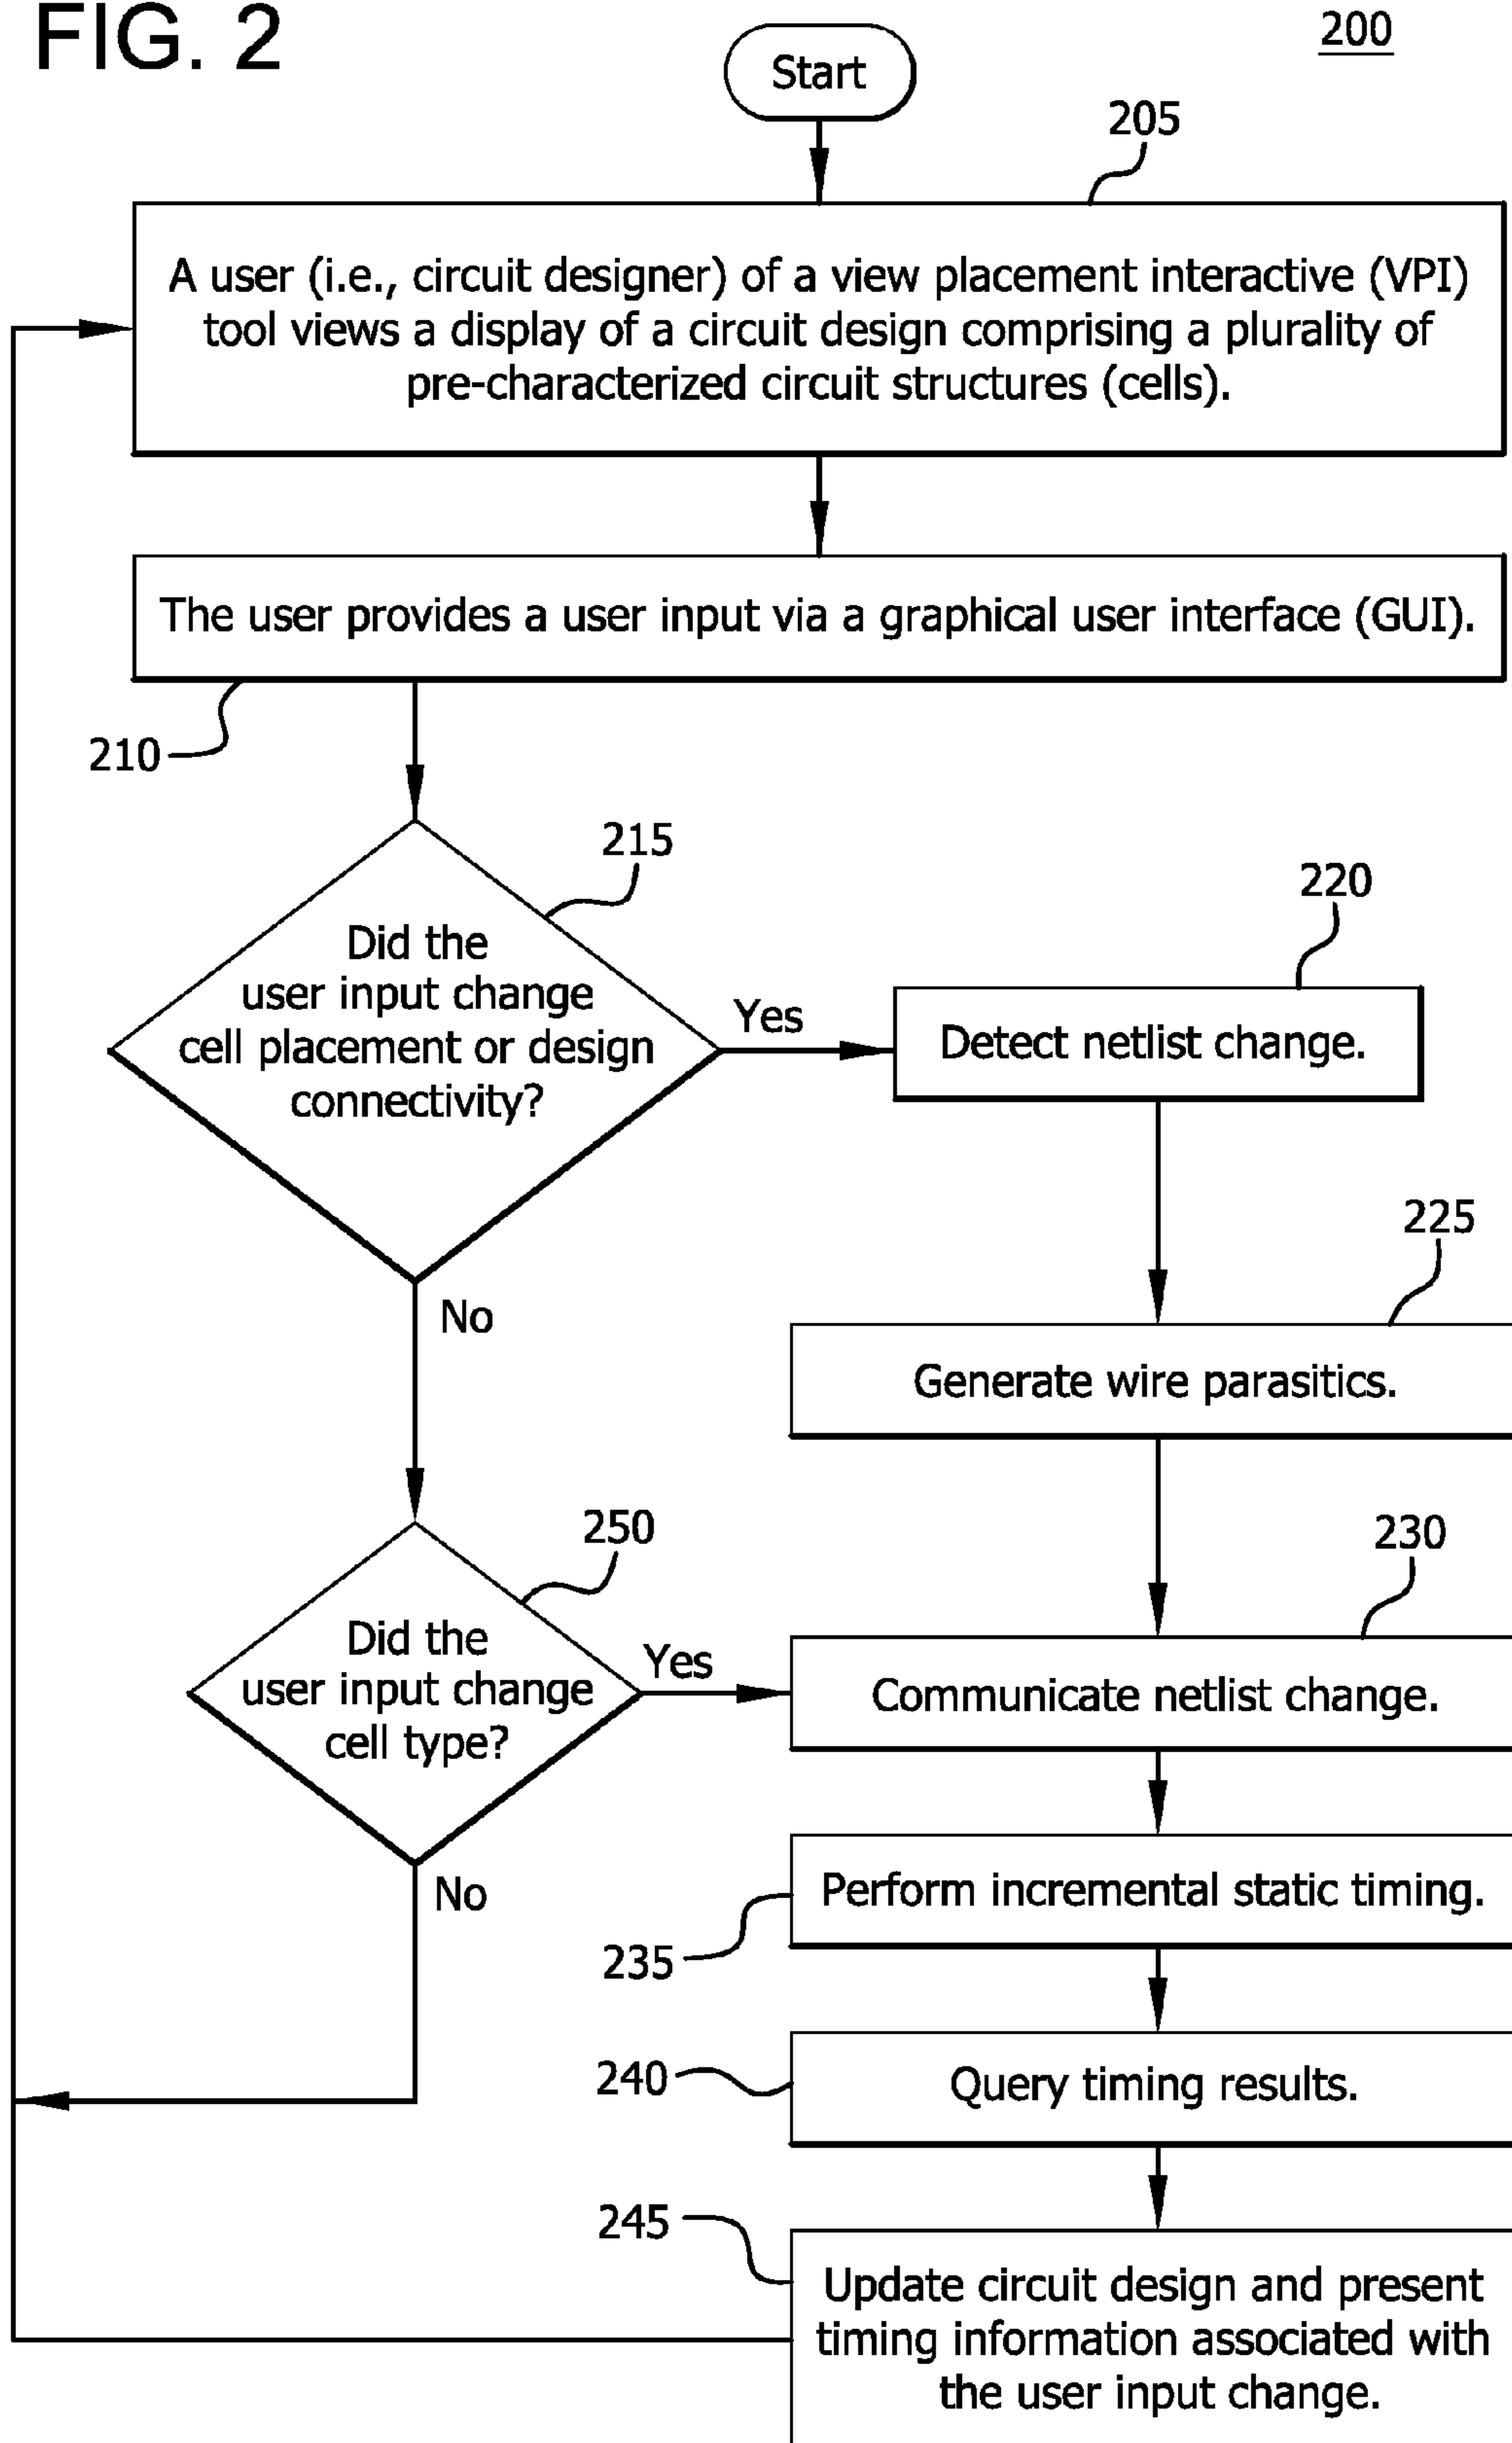 FIG. 2
200
Start
205
A user (i.e., circuit designer) of a view placement interactive (VPI)
tool views a display of a circuit design comprising a plurality of
pre-characterized circuit structures (cells).
The user provides a user input via a graphical user interface (GUI).
210
215
Did the
user input change
cell placement or design
connectivity?
Yes
220
Detect netlist change.
No
225
Generate wire parasitics.
250
Did the
user input change
cell type?
Yes
230
Communicate netlist change.
No
235
Perform incremental static timing.
240
Query timing results.
245
Update circuit design and present
timing information associated with
the user input change.